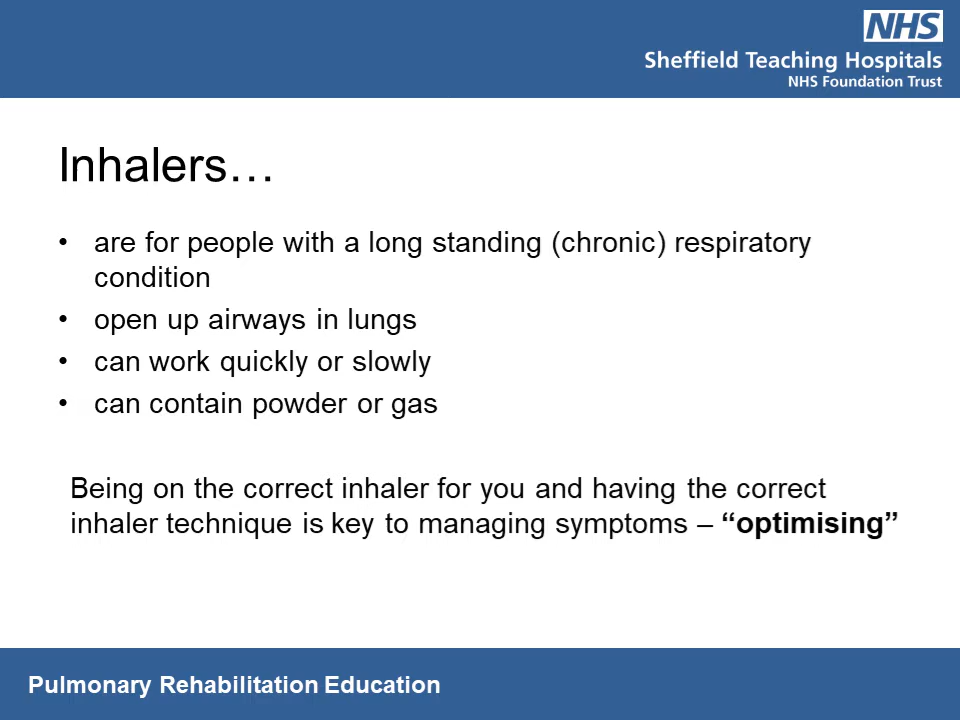 NHS
Sheffield Teaching Hospitals
NHS Foundation Trust
Inhalers…
• are for people with a long standing (chronic) respiratory
condition
• open up airways in lungs
• can work quickly or slowly
• can contain powder or gas
Being on the correct inhaler for you and having the correct
inhaler technique is key to managing symptoms – “optimising”
Pulmonary Rehabilitation Education